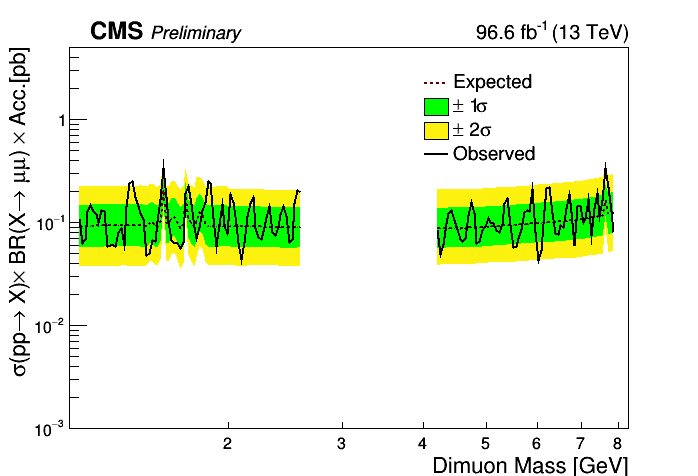 CMS Preliminary 96.6 fb⁻¹ (13 TeV)
Expected
± 1σ
± 2σ
Observed
σ(pp→ X)× BR(X→ μμ) × Acc.[pb]
1
10⁻¹
10⁻²
10⁻³
2 3 4 5 6 7 8
Dimuon Mass [GeV]